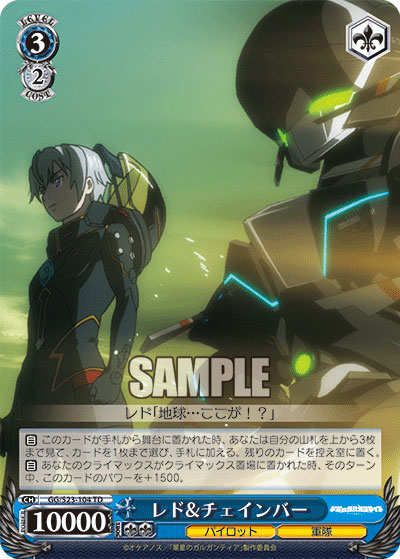 LEVEL
3
2
COST
SAMPLE
レド「地球…ここが！？」
自 このカードが手札から舞台に置かれた時、あなたは自分の山札を上から3枚
まで見て、カードを1枚まで選び、手札に加え、残りのカードを控え室に置く。
自 あなたのクライマックスがクライマックス置場に置かれた時、そのターン
中、このカードのパワーを＋1500。
CH
GG/S23-T04 TD
10000
レド&チェインバー
パイロット
軍隊
©オケアノス／「翠星のガルガンティア」製作委員会